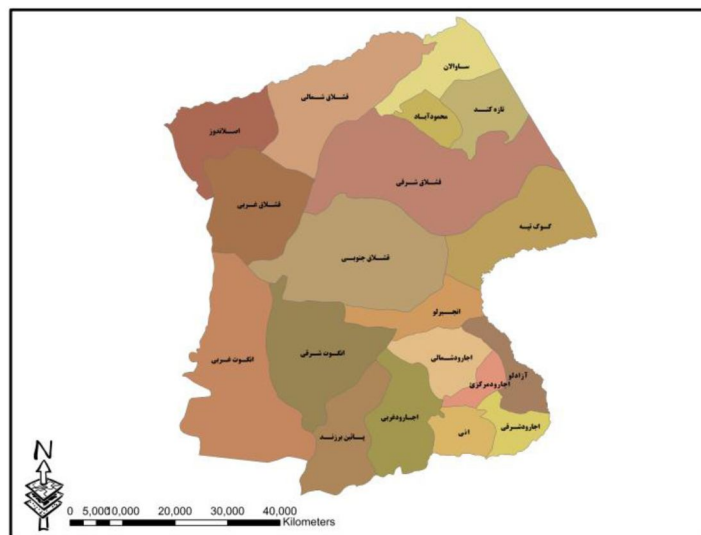 ساوالان
قشلاق شمالی
تازه کند
محمودآباد
اصلاندوز
قشلاق شرقی
قشلاق غربی
گوگ تپه
قشلاق جنوبی
انجیرلو
انگوت شرقی
انگوت غربی
اجارودشمالی
آزادلو
اجارودمرکزی
اجارودغربی
اجارودشرقی
انی
پائین برزند
N
0 5,000 10,000 20,000 30,000 40,000
Kilometers